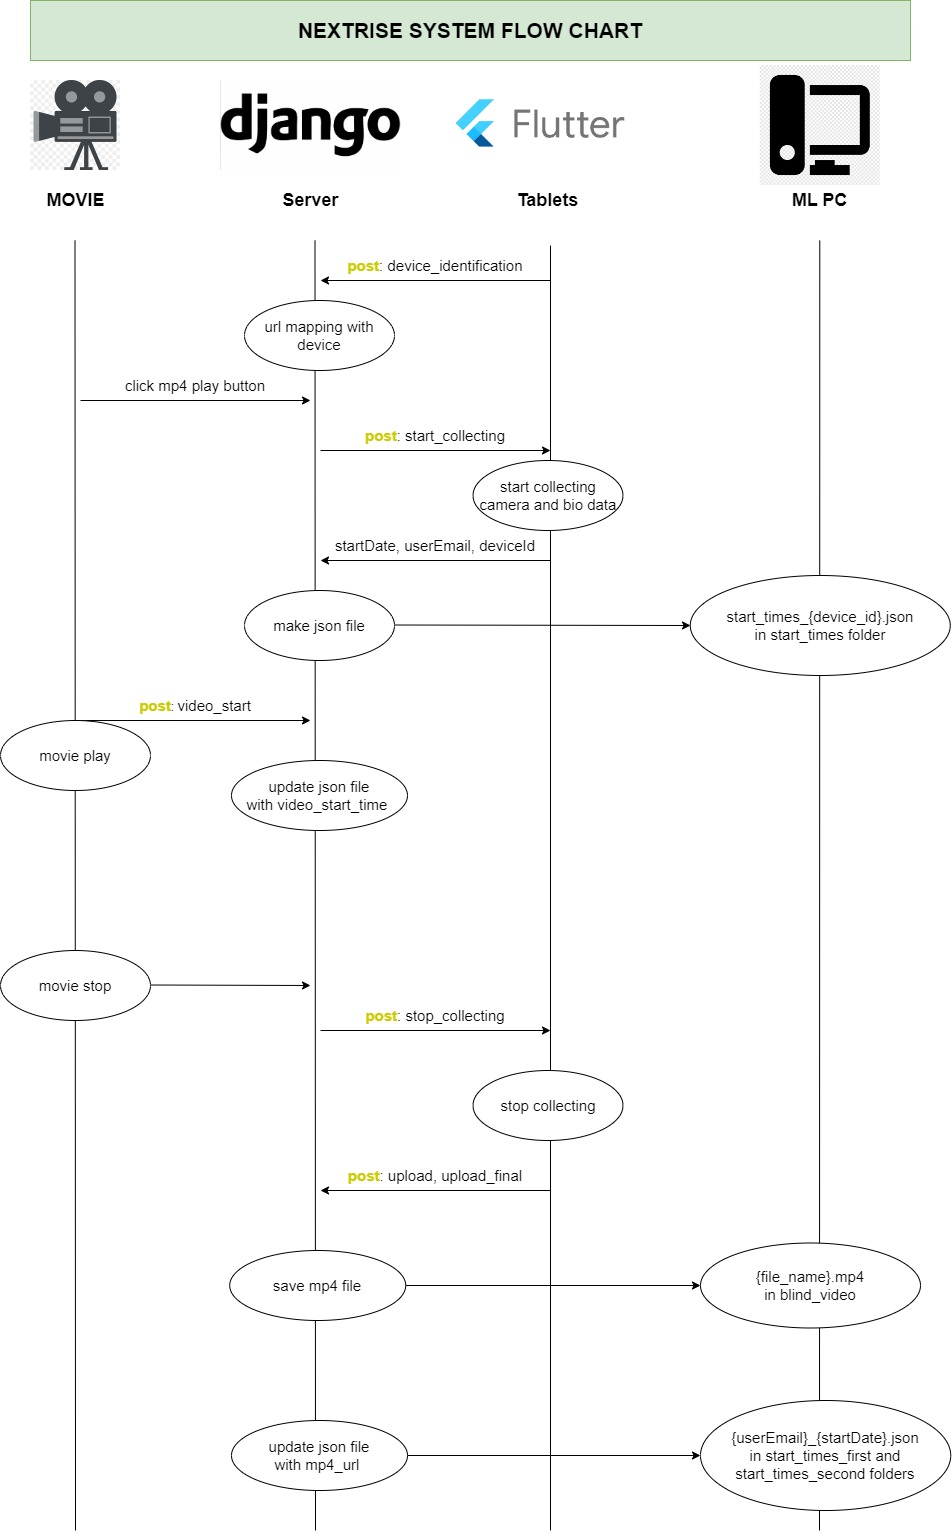 NEXTRISE SYSTEM FLOW CHART
django
Flutter
MOVIE
Server
Tablets
ML PC
post: device_identification
url mapping with
device
click mp4 play button
post: start_collecting
start collecting
camera and bio data
startDate, userEmail, deviceId
make json file
start_times_{device_id}.json
in start_times folder
post: video_start
movie play
update json file
with video_start_time
movie stop
post: stop_collecting
stop collecting
post: upload, upload_final
save mp4 file
{file_name}.mp4
in blind_video
update json file
with mp4_url
{userEmail}_{startDate}.json
in start_times_first and
start_times_second folders